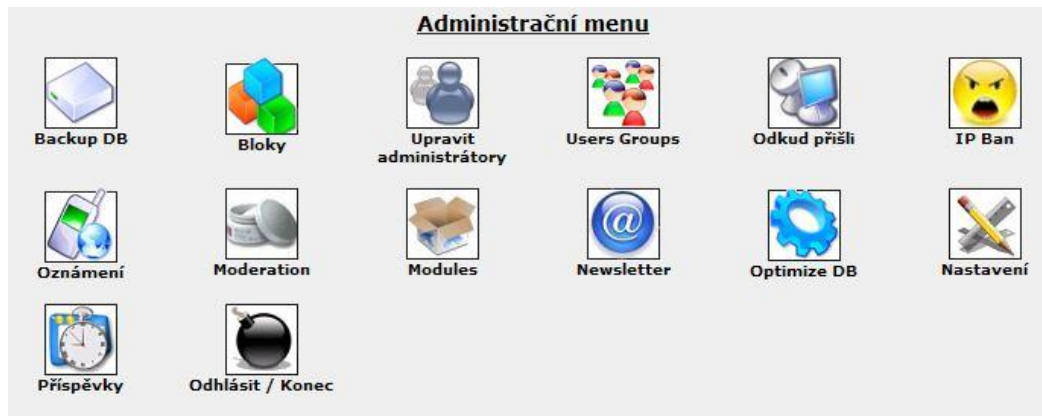 Administrační menu
Backup DB
Bloky
Upravit
administrátory
Users Groups
Odkud přišli
IP Ban
Oznámení
Moderation
Modules
@
Newsletter
Optimize DB
Nastavení
Příspěvky
Odhlásit / Konec